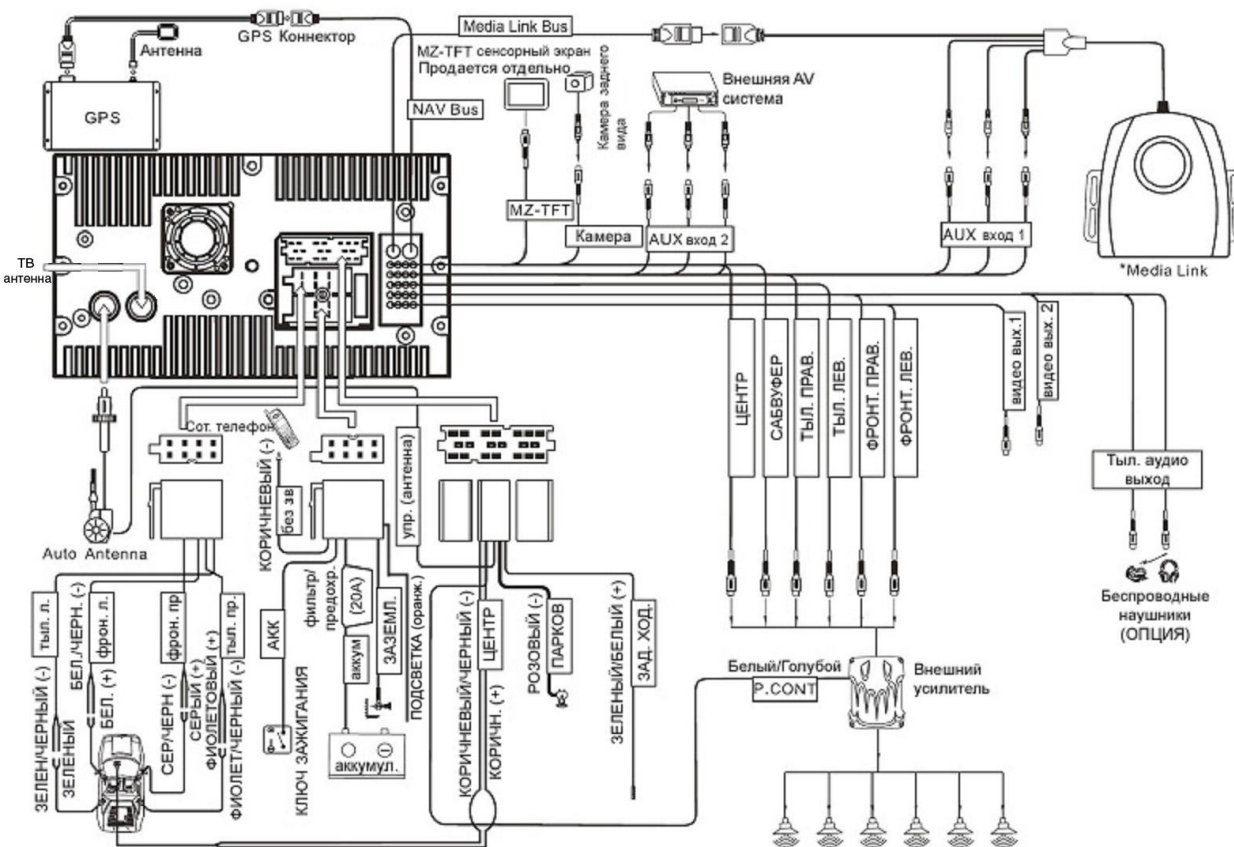 Антенна
GPS Коннектор
GPS
Media Link Bus
MZ-TFT сенсорный экран
Продается отдельно
NAV Bus
Камера заднего
вида
Внешняя AV
система
MZ-TFT
Камера
AUX вход 2
AUX вход 1
*Media Link
ТВ
антенна
ЦЕНТР
САБВУФЕР
ТЫЛ. ПРАВ.
ТЫЛ. ЛЕВ.
ФРОНТ. ПРАВ.
ФРОНТ. ЛЕВ.
видео вых.1
видео вых. 2
Тыл. аудио
выход
Беспроводные
наушники
(ОПЦИЯ)
Сот. телефон
КОРИЧНЕВЫЙ (-)
без зв
упр. (антенна)
Auto Antenna
тыл. л.
ЗЕЛЕН/ЧЕРНЫЙ (-)
ЗЕЛЕНЫЙ
БЕЛ./ЧЕРН. (-)
фрон. л.
БЕЛ. (+)
фрон. пр
СЕР/ЧЕРН (-)
СЕРЫЙ (+)
ФИОЛЕТОВЫЙ (+)
тыл. пр.
ФИОЛЕТ/ЧЕРНЫЙ (-)
АКК
КЛЮЧ ЗАЖИГАНИЯ
фильтр/
предохр.
(20A)
аккум
ЗАЗЕМЛ.
ПОДСВЕТКА (оранж.)
аккумул.
КОРИЧНЕВЫЙ/ЧЕРНЫЙ (-)
ЦЕНТР
КОРИЧН. (+)
РОЗОВЫЙ (-)
ПАРКОВ
ЗЕЛЕНЫЙ/БЕЛЫЙ (+)
ЗАД. ХОД.
Белый/Голубой
P.CONT
Внешний
усилитель